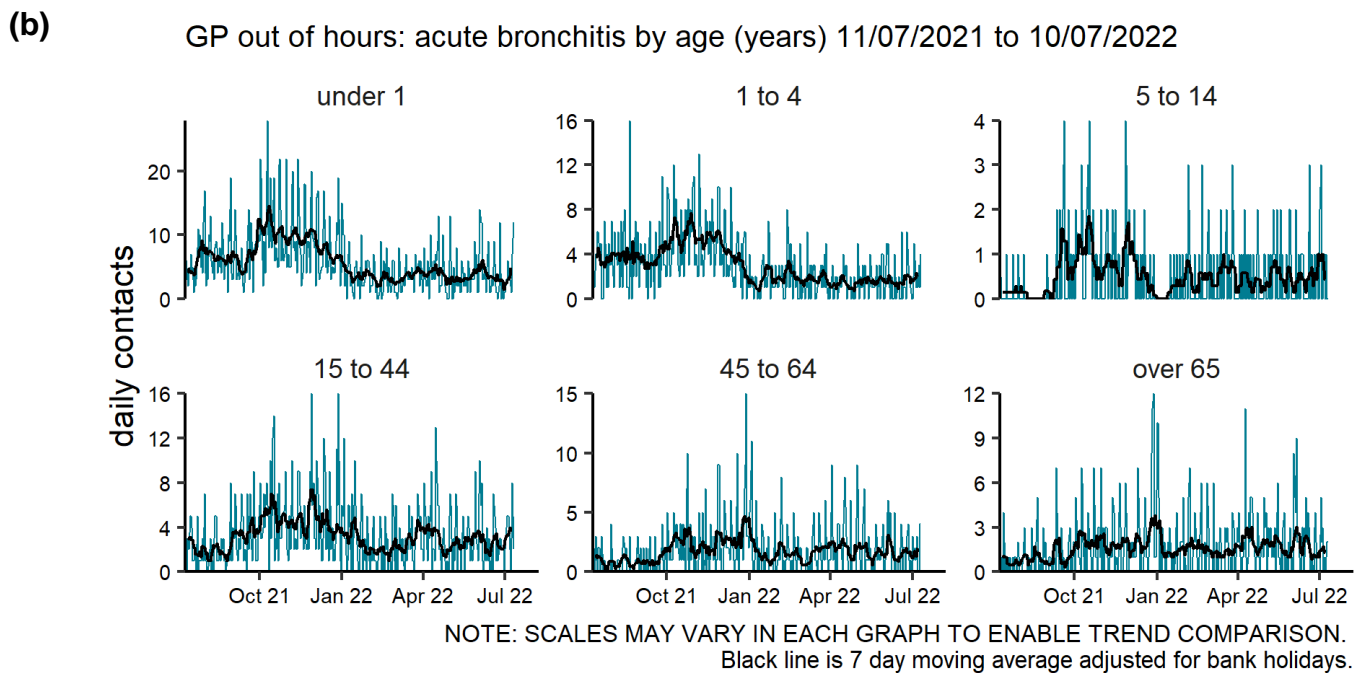 (b)
GP out of hours: acute bronchitis by age (years) 11/07/2021 to 10/07/2022
daily contacts
under 1
20
10
0
1 to 4
16
12
8
4
0
5 to 14
4
3
2
1
0
15 to 44
16
12
8
4
0
Oct 21 Jan 22 Apr 22 Jul 22
45 to 64
15
10
5
0
Oct 21 Jan 22 Apr 22 Jul 22
over 65
12
9
6
3
0
Oct 21 Jan 22 Apr 22 Jul 22
NOTE: SCALES MAY VARY IN EACH GRAPH TO ENABLE TREND COMPARISON.
Black line is 7 day moving average adjusted for bank holidays.